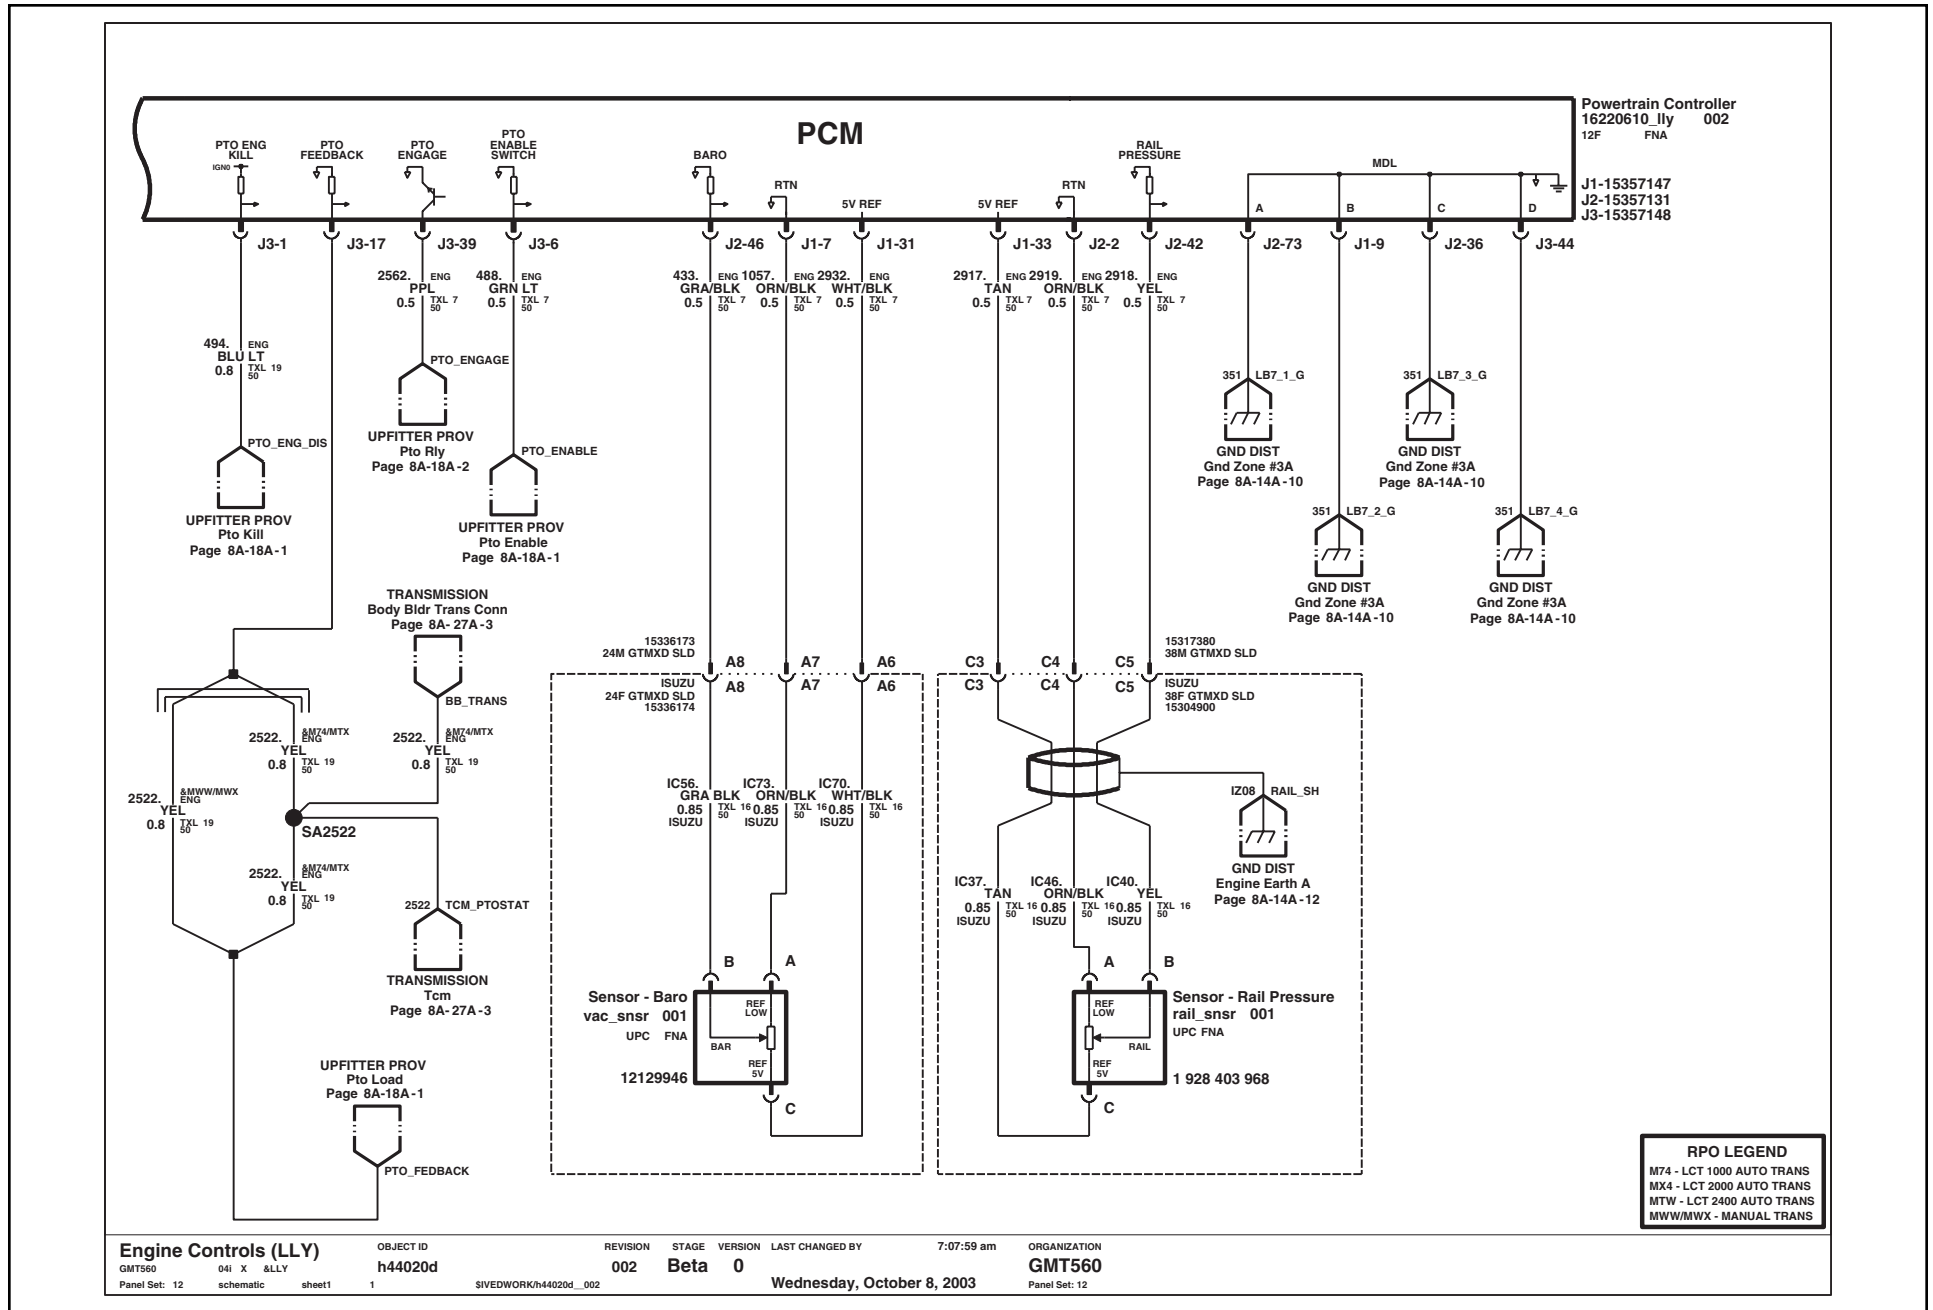 PCM
Powertrain Controller
16220610_lly 002
12F FNA
J1-15357147
J2-15357131
J3-15357148
PTO ENG
KILL
IGN0
PTO
FEEDBACK
PTO
ENGAGE
PTO
ENABLE
SWITCH
BARO
RTN
5V REF
5V REF
RTN
RAIL
PRESSURE
MDL
A
B
C
D
J3-1
J3-17
J3-39
J3-6
J2-46
J1-7
J1-31
J1-33
J2-2
J2-42
J2-73
J1-9
J2-36
J3-44
2562. ENG
PPL
0.5 TXL 7
50
488. ENG
GRN LT
0.5 TXL 7
50
433. ENG
GRA/BLK
0.5 TXL 7
50
1057. ENG
ORN/BLK
0.5 TXL 7
50
2932. ENG
WHT/BLK
0.5 TXL 7
50
2917. ENG
TAN
0.5 TXL 7
50
2919. ENG
ORN/BLK
0.5 TXL 7
50
2918. ENG
YEL
0.5 TXL 7
50
494. ENG
BLU LT
0.8 TXL 19
50
PTO_ENGAGE
UPFITTER PROV
Pto Rly
Page 8A-18A-2
PTO_ENG_DIS
UPFITTER PROV
Pto Kill
Page 8A-18A-1
PTO_ENABLE
UPFITTER PROV
Pto Enable
Page 8A-18A-1
351 LB7_1_G
GND DIST
Gnd Zone #3A
Page 8A-14A-10
351 LB7_3_G
GND DIST
Gnd Zone #3A
Page 8A-14A-10
351 LB7_2_G
GND DIST
Gnd Zone #3A
Page 8A-14A-10
351 LB7_4_G
GND DIST
Gnd Zone #3A
Page 8A-14A-10
TRANSMISSION
Body Bldr Trans Conn
Page 8A-27A-3
BB_TRANS
15336173
24M GTMXD SLD
ISUZU
24F GTMXD SLD
15336174
A8
A8
A7
A7
A6
A6
C3
C3
C4
C4
C5
C5
15317380
38M GTMXD SLD
ISUZU
38F GTMXD SLD
15304900
2522. &M74/MTX
ENG
YEL
0.8 TXL 19
50
2522. &M74/MTX
ENG
YEL
0.8 TXL 19
50
2522. &MWW/MWX
ENG
YEL
0.8 TXL 19
50
SA2522
2522. &M74/MTX
ENG
YEL
0.8 TXL 19
50
2522 TCM_PTOSTAT
TRANSMISSION
Tcm
Page 8A-27A-3
IC56.
GRA BLK
0.85 TXL 16
50
ISUZU
IC73.
ORN/BLK
0.85 TXL 16
50
ISUZU
IC70.
WHT/BLK
0.85 TXL 16
50
ISUZU
IZ08 RAIL_SH
GND DIST
Engine Earth A
Page 8A-14A-12
IC37.
TAN
0.85 TXL 16
50
ISUZU
IC46.
ORN/BLK
0.85 TXL 16
50
ISUZU
IC40.
YEL
0.85 TXL 16
50
ISUZU
B
A
Sensor - Baro
vac_snsr 001
UPC FNA
12129946
REF
LOW
BAR
REF
5V
C
A
B
Sensor - Rail Pressure
rail_snsr 001
UPC FNA
1 928 403 968
REF
LOW
RAIL
REF
5V
C
UPFITTER PROV
Pto Load
Page 8A-18A-1
PTO_FEDBACK
RPO LEGEND
M74 - LCT 1000 AUTO TRANS
MX4 - LCT 2000 AUTO TRANS
MTW - LCT 2400 AUTO TRANS
MWW/MWX - MANUAL TRANS
Engine Controls (LLY)
GMT560 04i X &LLY
Panel Set: 12 schematic sheet1 1 $IVEDWORK/h44020d__002
OBJECT ID
h44020d
REVISION
002
STAGE
Beta
VERSION
0
LAST CHANGED BY 7:07:59 am
Wednesday, October 8, 2003
ORGANIZATION
GMT560
Panel Set: 12